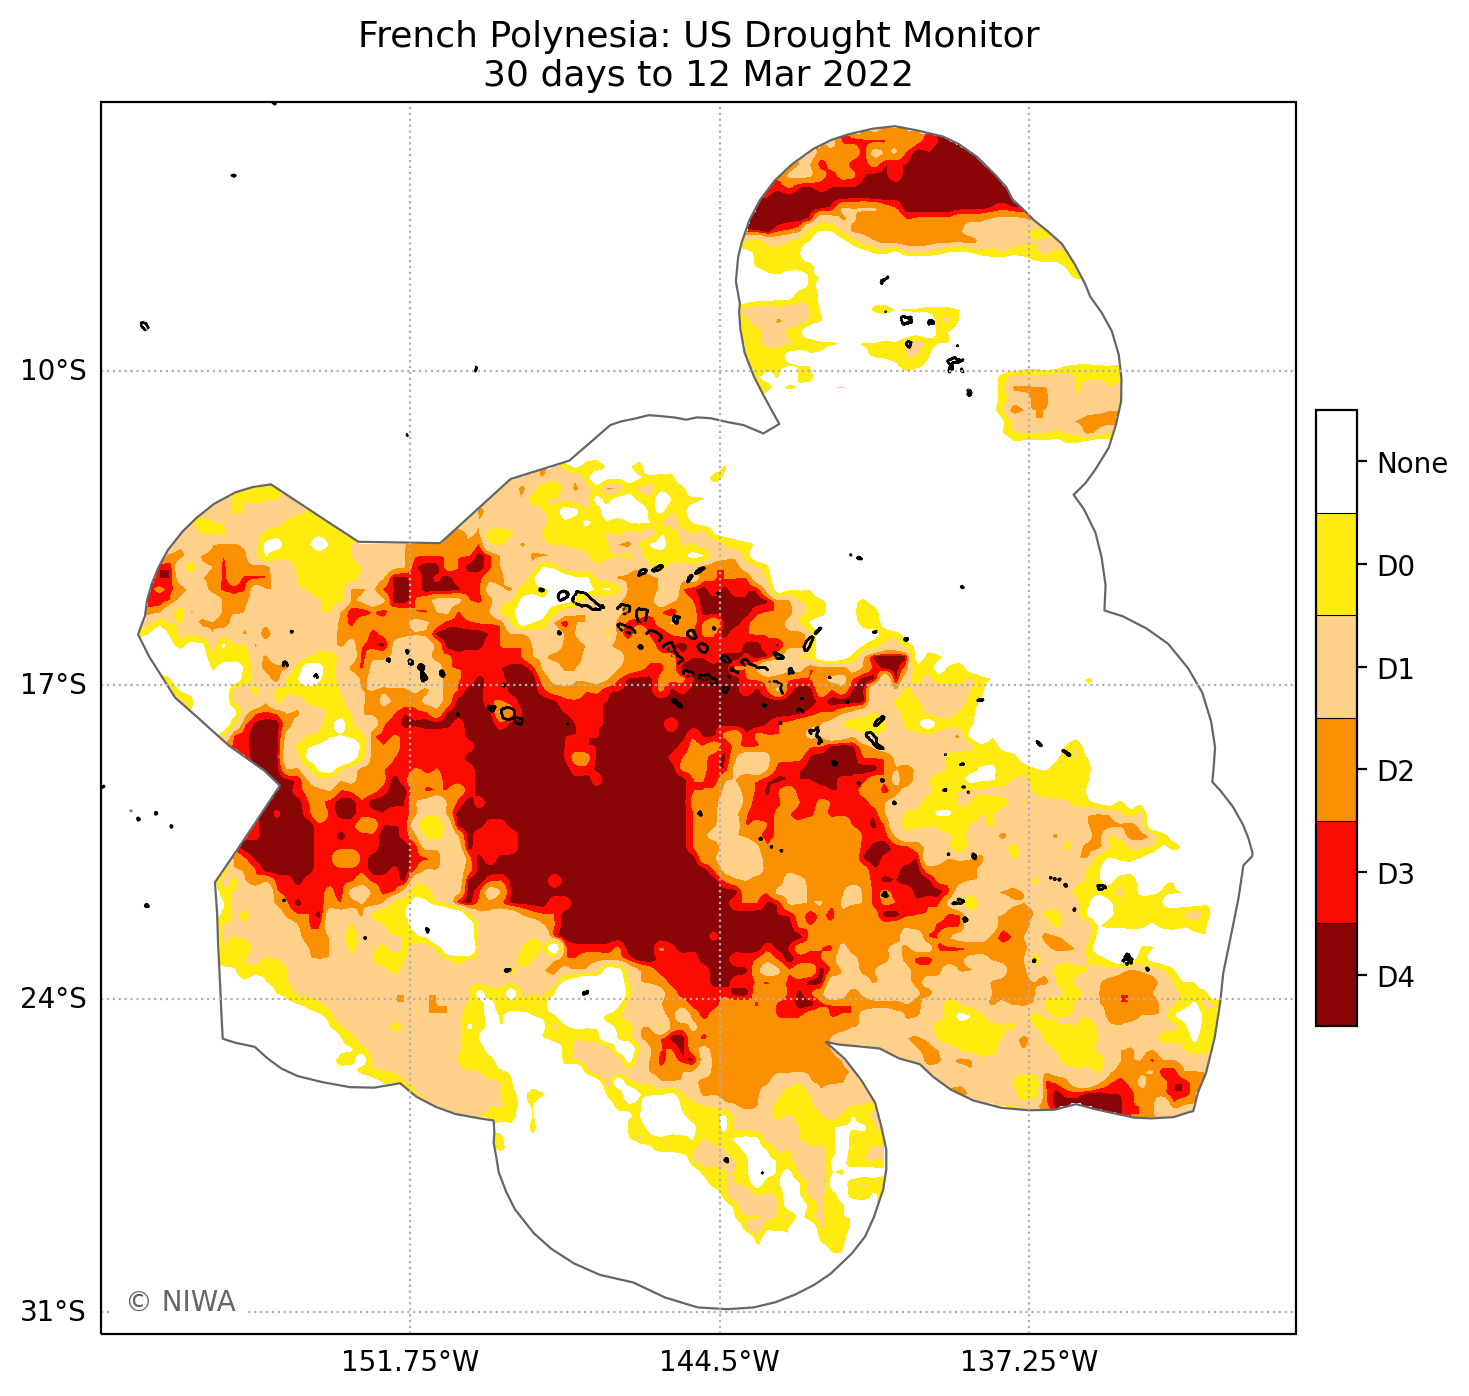 French Polynesia: US Drought Monitor
30 days to 12 Mar 2022
10°S
17°S
24°S
31°S
151.75°W
144.5°W
137.25°W
None
D0
D1
D2
D3
D4
© NIWA